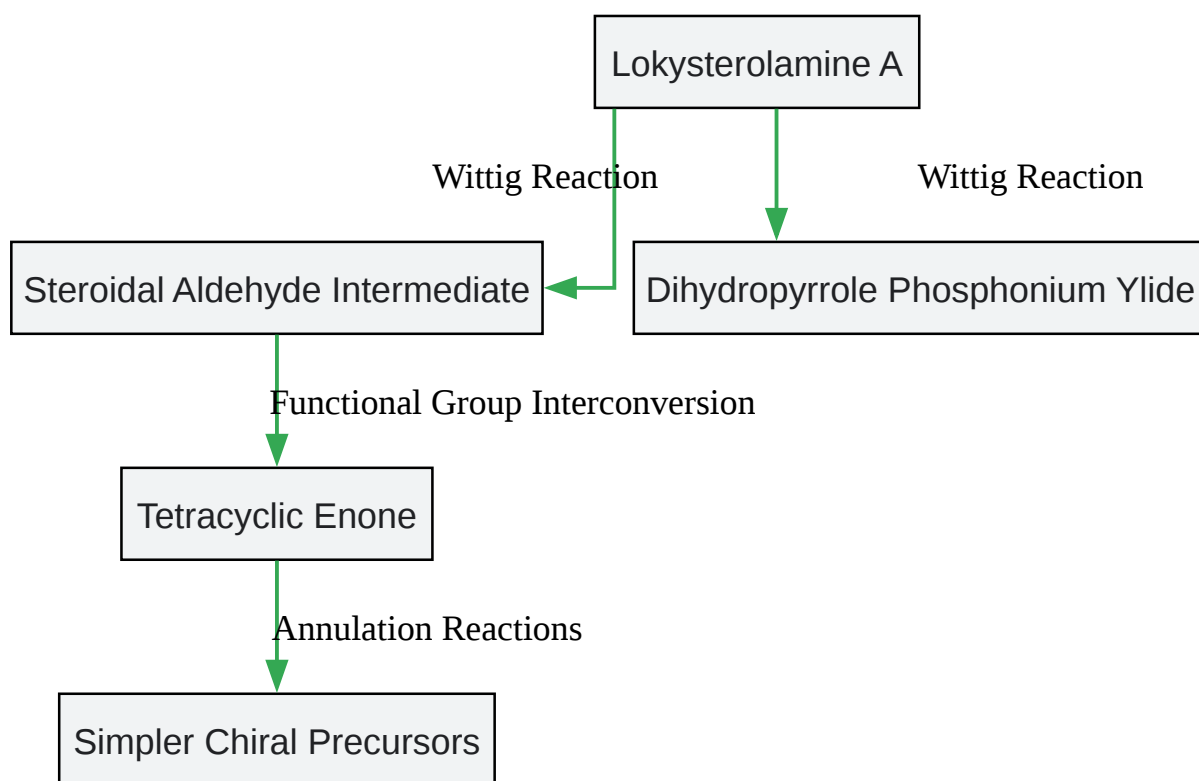 Lokysterolamine A
Wittig Reaction
Wittig Reaction
Steroidal Aldehyde Intermediate
Dihydropyrrole Phosphonium Ylide
Functional Group Interconversion
Tetracyclic Enone
Annulation Reactions
Simpler Chiral Precursors